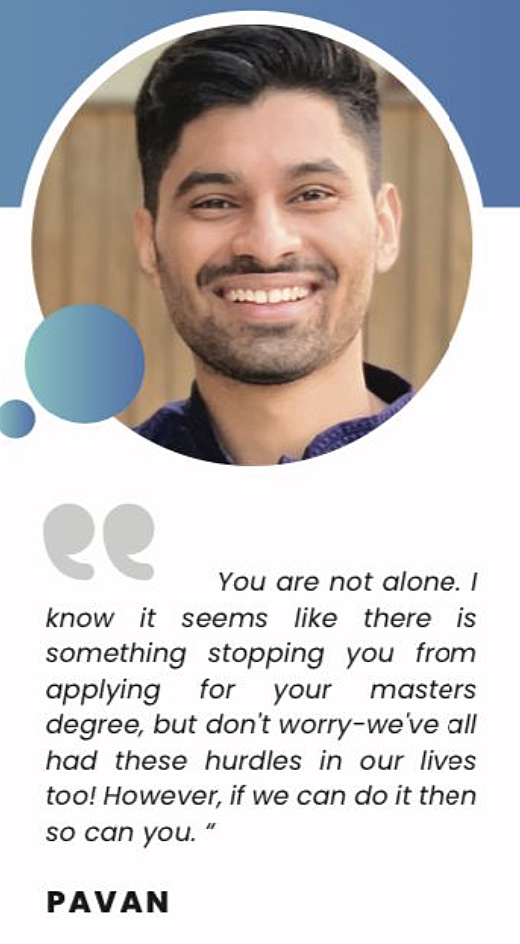 You are not alone. I
know it seems like there is
something stopping you from
applying for your masters
degree, but don't worry-we've all
had these hurdles in our lives
too! However, if we can do it then
so can you. “
PAVAN